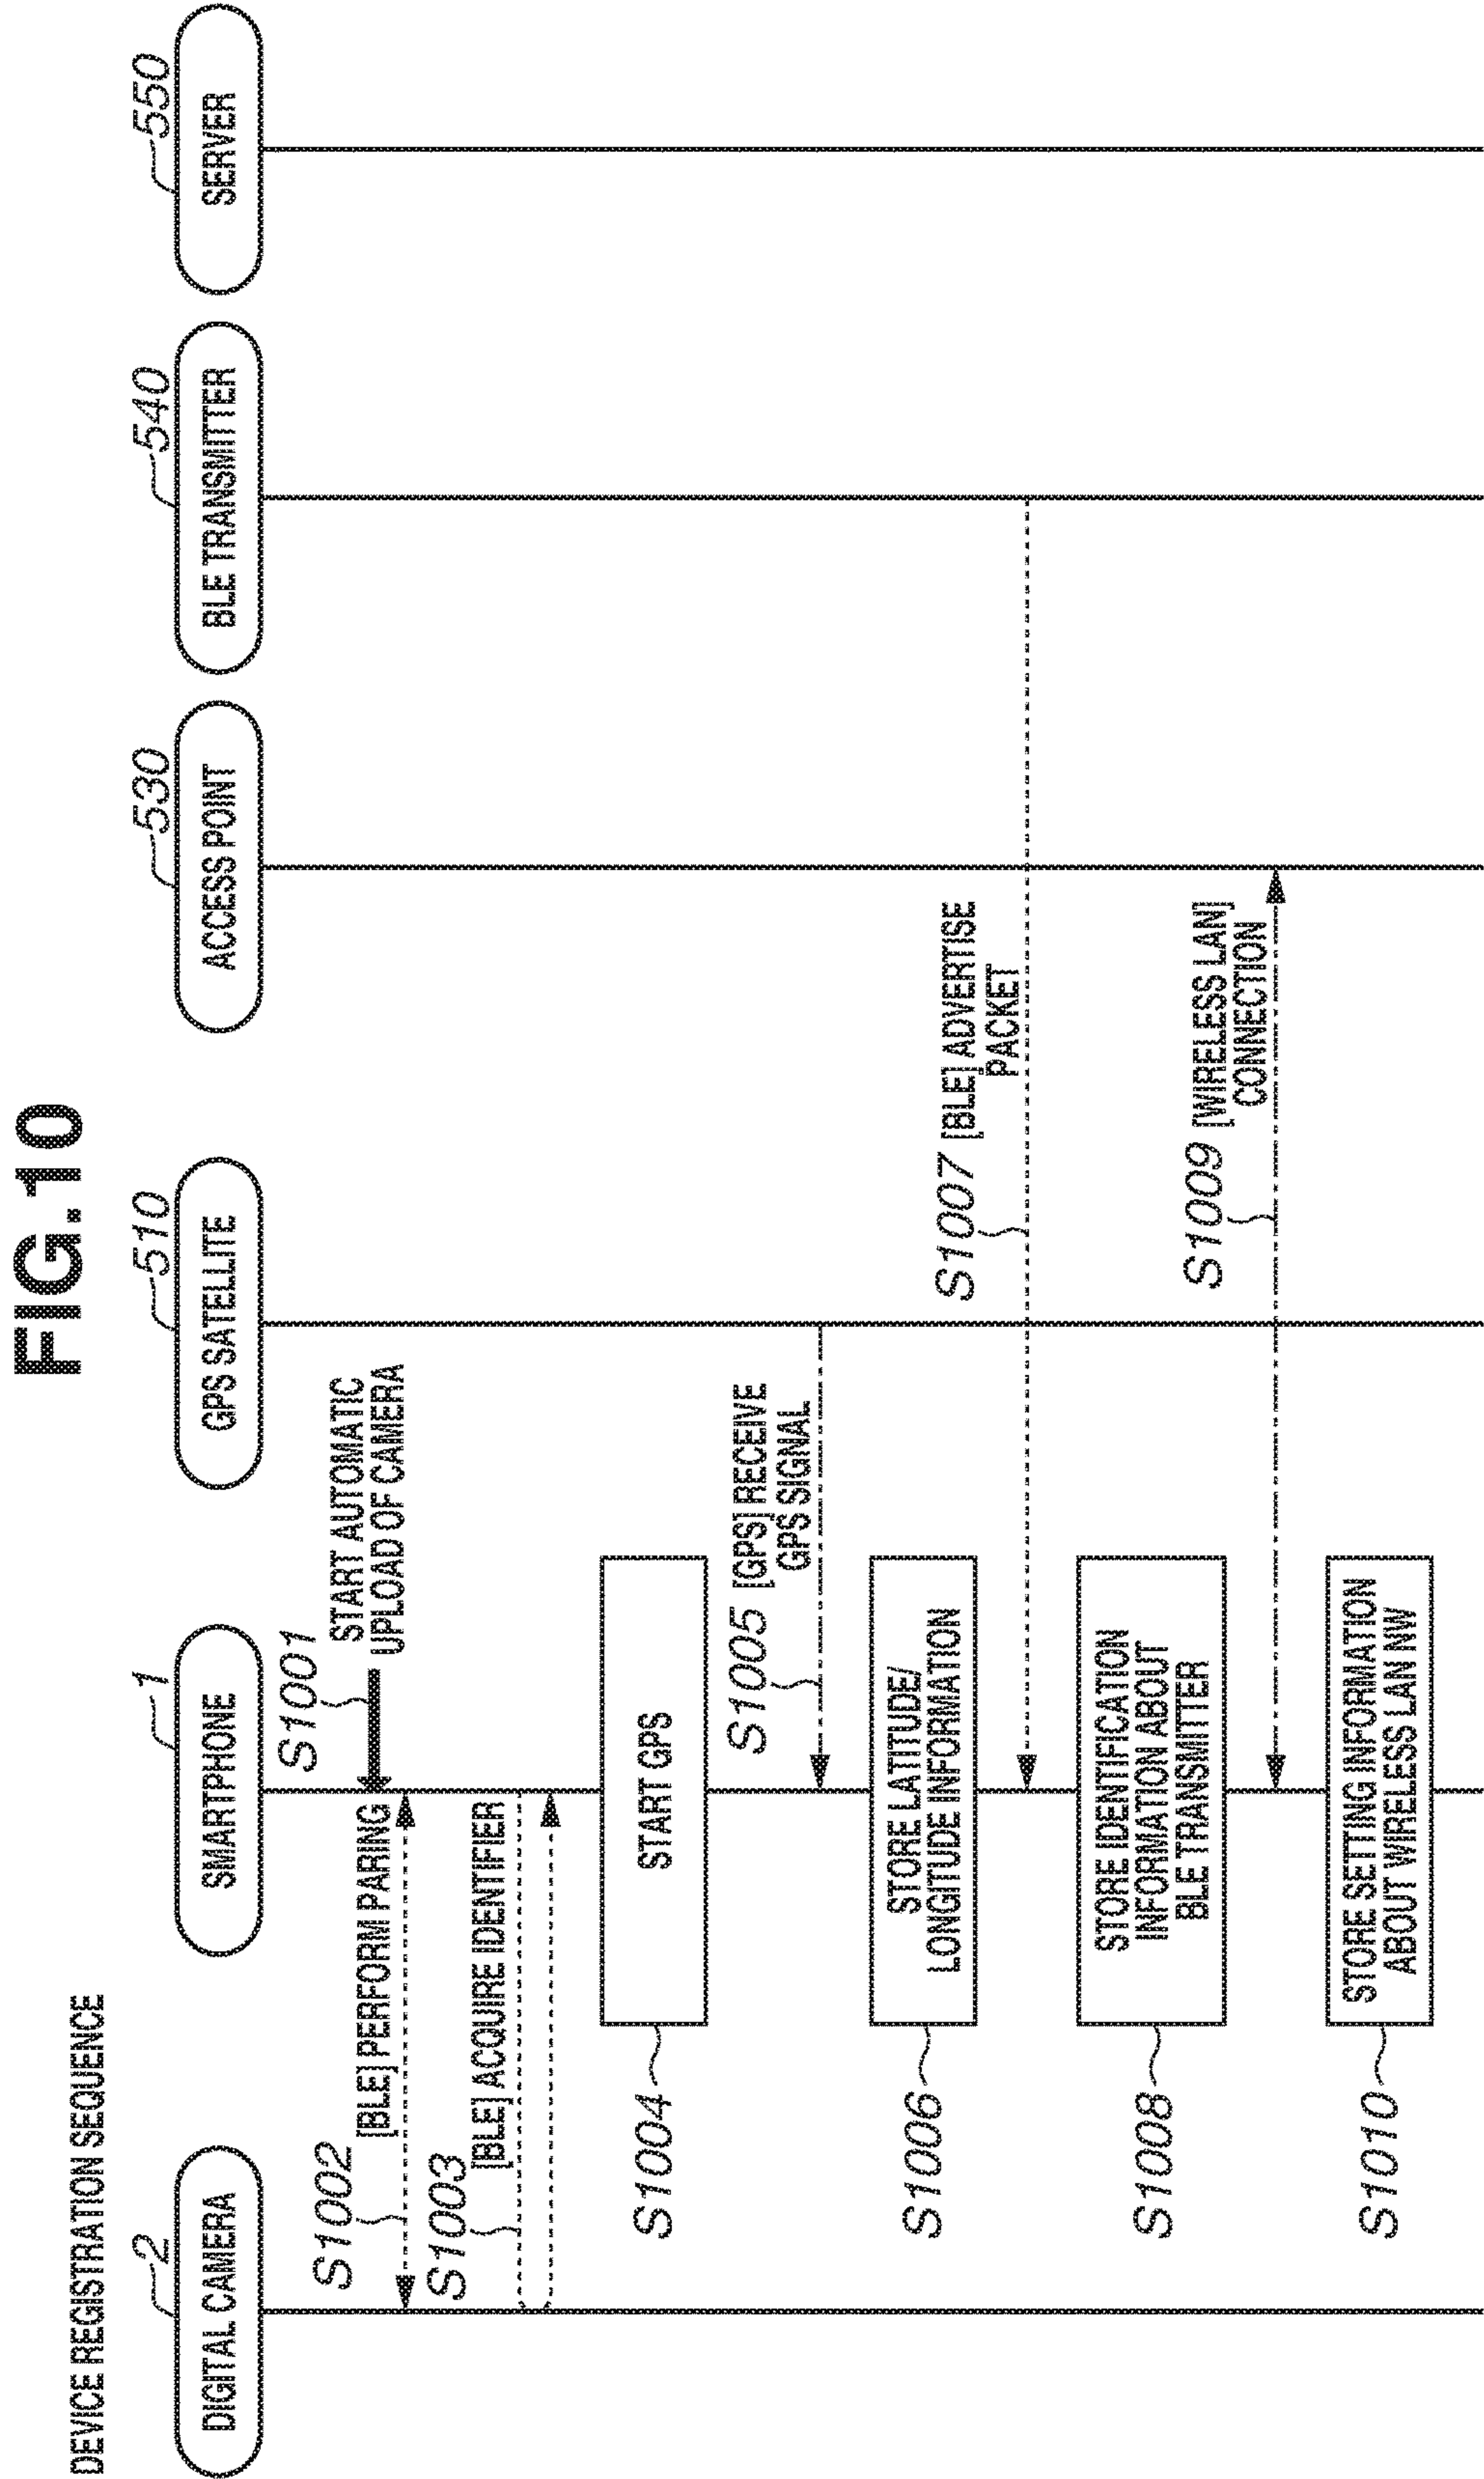 FIG.10
DEVICE REGISTRATION SEQUENCE
2
1
510
530
540
550
DIGITAL CAMERA
SMARTPHONE
GPS SATELLITE
ACCESS POINT
BLE TRANSMITTER
SERVER
S1001
START AUTOMATIC
UPLOAD OF CAMERA
S1002
[BLE] PERFORM PARING
S1003
[BLE] ACQUIRE IDENTIFIER
S1004
START GPS
S1005
[GPS] RECEIVE
GPS SIGNAL
S1006
STORE LATITUDE/
LONGITUDE INFORMATION
S1007
[BLE] ADVERTISE
PACKET
S1008
STORE IDENTIFICATION
INFORMATION ABOUT
BLE TRANSMITTER
S1009
[WIRELESS LAN]
CONNECTION
S1010
STORE SETTING INFORMATION
ABOUT WIRELESS LAN NW